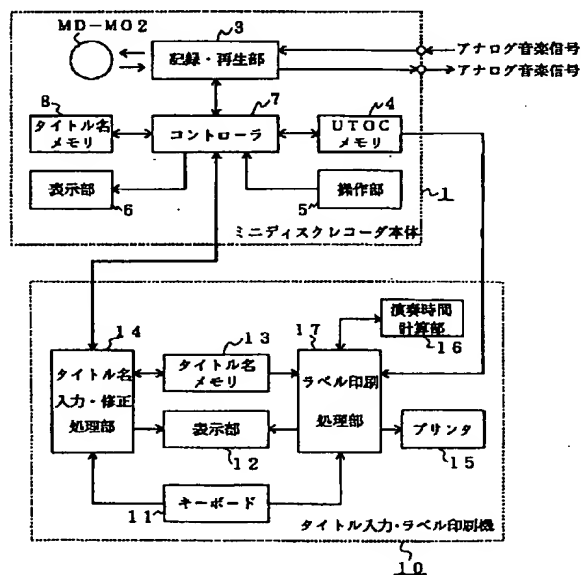 MD-MO2
3
記録・再生部
アナログ音楽信号
アナログ音楽信号
8
タイトル名
メモリ
7
コントローラ
4
UTOC
メモリ
表示部
6
操作部
5
1
ミニディスクレコーダ本体
14
タイトル名
入力・修正
処理部
13
タイトル名
メモリ
17
ラベル印刷
処理部
演奏時間
計算部
16
表示部
12
プリンタ
15
キーボード
11
タイトル入力・ラベル印刷機
10